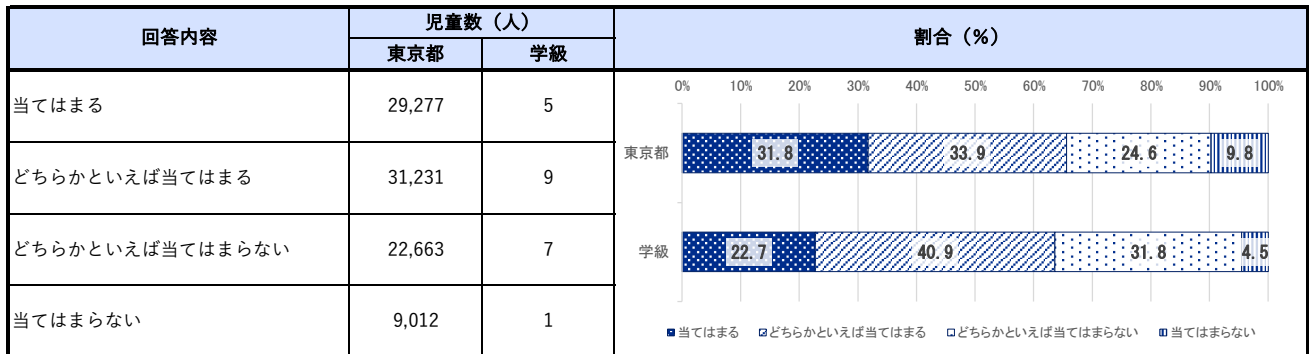 回答内容 児童数（人） 割合（％）
東京都 学級
当てはまる 29,277 5
どちらかといえば当てはまる 31,231 9
どちらかといえば当てはまらない 22,663 7
当てはまらない 9,012 1
0% 10% 20% 30% 40% 50% 60% 70% 80% 90% 100%
東京都 31.8 33.9 24.6 9.8
学級 22.7 40.9 31.8 4.5
当てはまる どちらかといえば当てはまる どちらかといえば当てはまらない 当てはまらない